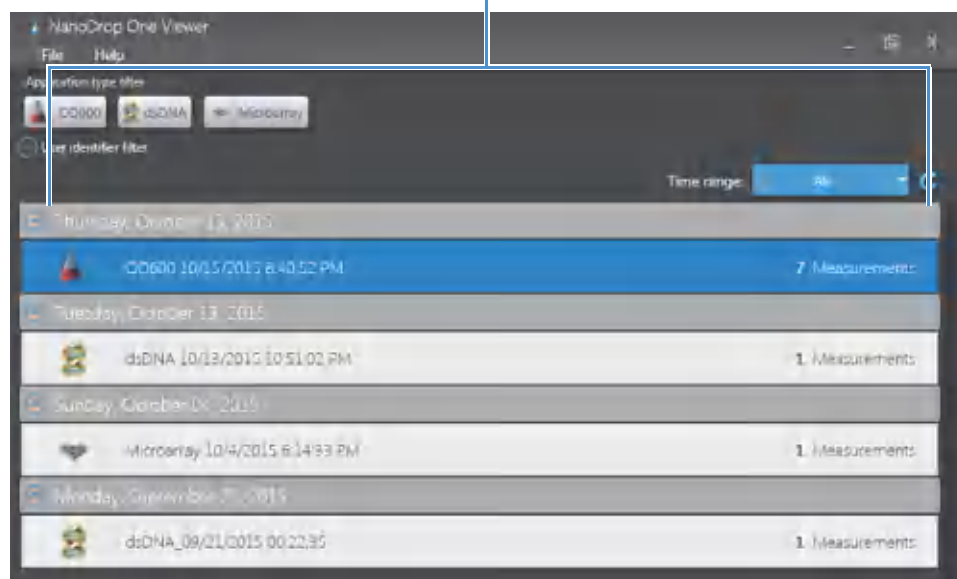 NanoDrop One Viewer
File Help
Application type filter
OD600 dsDNA Microarray
User identifier filter
Time range: All
Thursday, October 15, 2015
OD600 10/15/2015 8:40:52 PM 7 Measurements
Tuesday, October 13, 2015
dsDNA 10/13/2015 10:51:02 PM 1 Measurements
Sunday, October 04, 2015
Microarray 10/4/2015 6:14:33 PM 1 Measurements
Monday, September 21, 2015
dsDNA_09/21/2015 00:22:35 1 Measurements